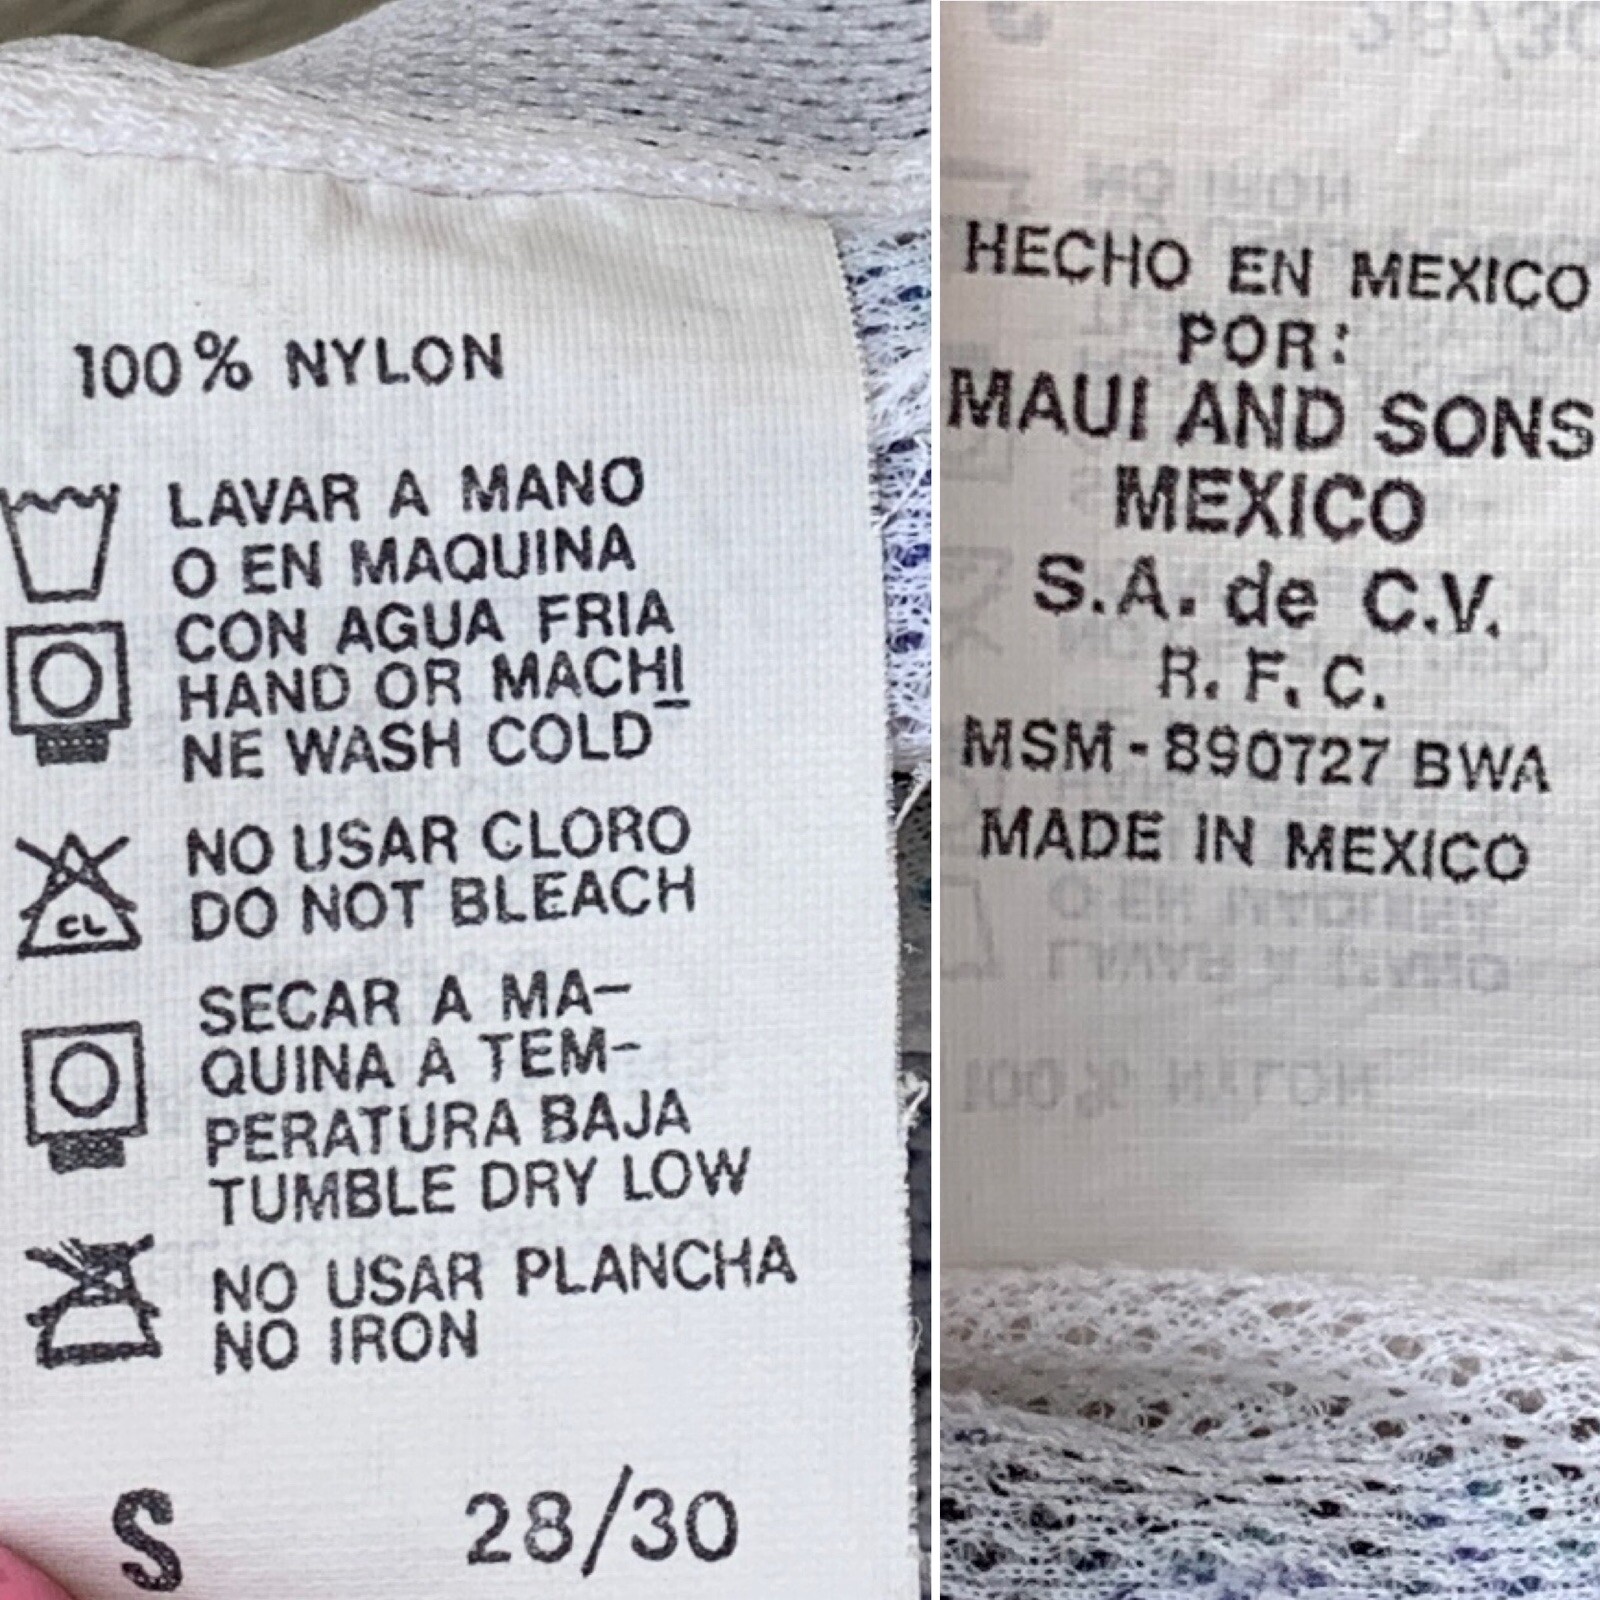 100% NYLON
LAVAR A MANO
O EN MAQUINA
CON AGUA FRIA
HAND OR MACHI
NE WASH COLD
CL
NO USAR CLORO
DO NOT BLEACH
SECAR A MA-
QUINA A TEM-
PERATURA BAJA
TUMBLE DRY LOW
NO USAR PLANCHA
NO IRON
S 28/30
HECHO EN MEXICO
POR:
MAUI AND SONS
MEXICO
S.A. de C.V.
R. F. C.
MSM-890727 BWA
MADE IN MEXICO